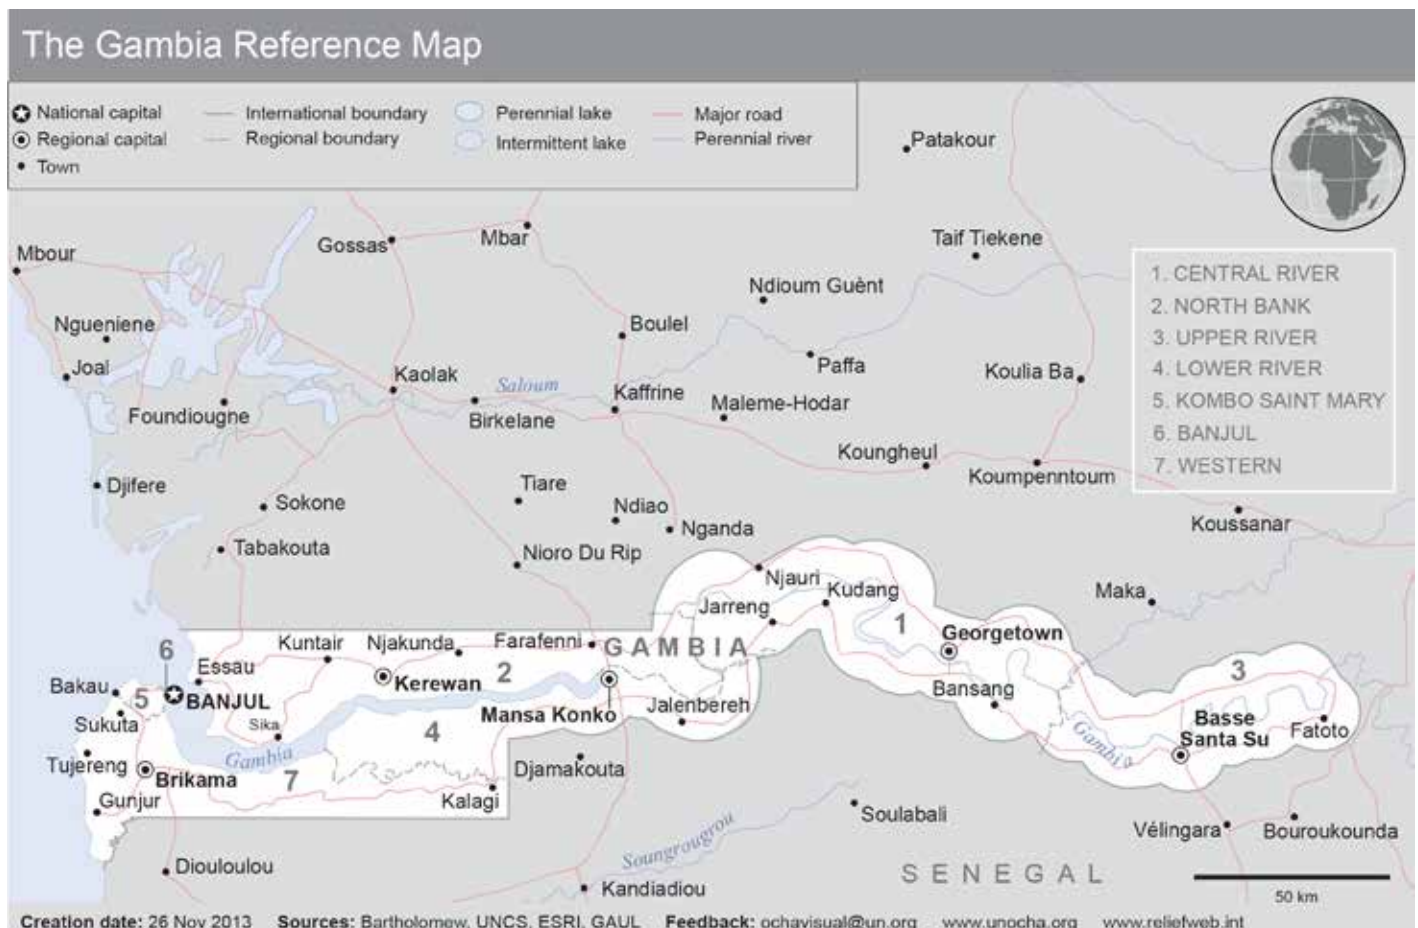 The Gambia Reference Map
National capital
Regional capital
Town
International boundary
Regional boundary
Perennial lake
Intermittent lake
Major road
Perennial river
1. CENTRAL RIVER
2. NORTH BANK
3. UPPER RIVER
4. LOWER RIVER
5. KOMBO SAINT MARY
6. BANJUL
7. WESTERN
Patakour
Mbour
Gossas
Mbar
Taif Tiekene
Ndioum Guènt
Ngueniene
Boulel
Joal
Kaolak
Saloum
Kaffrine
Paffa
Koulia Ba
Foundiougne
Birkelane
Maleme-Hodar
Koungheul
Koumpenntoum
Djifere
Sokone
Tiare
Ndiao
Nganda
Koussanar
Tabakouta
Nioro Du Rip
Njauri
Kudang
Maka
Jarreng
1
Georgetown
6
Essau
Kuntair
Njakunda
Farafenni
GAMBIA
2
3
Bakau
5
BANJUL
Kerewan
Bansang
Sukuta
Sika
Mansa Konko
Jalenbereh
4
Basse
Santa Su
Fatoto
Gambia
Gambia
Tujereng
Brikama
7
Djamakouta
Gunjur
Kalagi
Soulabali
Vélingara
Bouroukounda
Soungrougrou
Diouloulou
Kandiadiou
SENEGAL
50 km
Creation date: 26 Nov 2013 Sources: Bartholomew, UNCS, ESRI, GAUL Feedback: ochavisual@un.org www.unocha.org www.reliefweb.int